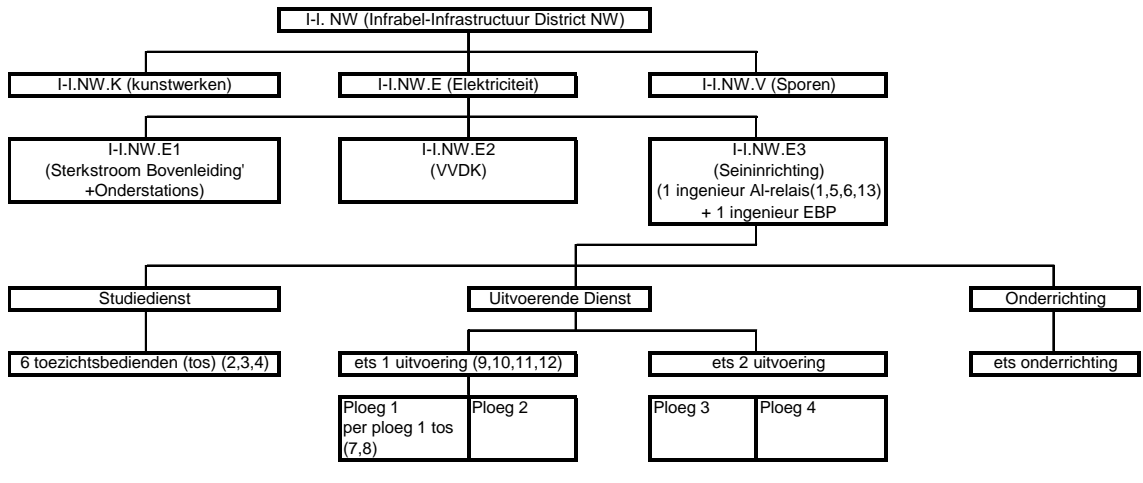 I-I. NW (Infrabel-Infrastructuur District NW)
I-I.NW.K (kunstwerken)
I-I.NW.E (Elektriciteit)
I-I.NW.V (Sporen)
I-I.NW.E1
(Sterkstroom Bovenleiding'
+Onderstations)
I-I.NW.E2
(VVDK)
I-I.NW.E3
(Seininrichting)
(1 ingenieur Al-relais(1,5,6,13)
+ 1 ingenieur EBP
Studiedienst
Uitvoerende Dienst
Onderrichting
6 toezichtsbedienden (tos) (2,3,4)
ets 1 uitvoering (9,10,11,12)
ets 2 uitvoering
ets onderrichting
Ploeg 1
per ploeg 1 tos
(7,8)
Ploeg 2
Ploeg 3
Ploeg 4